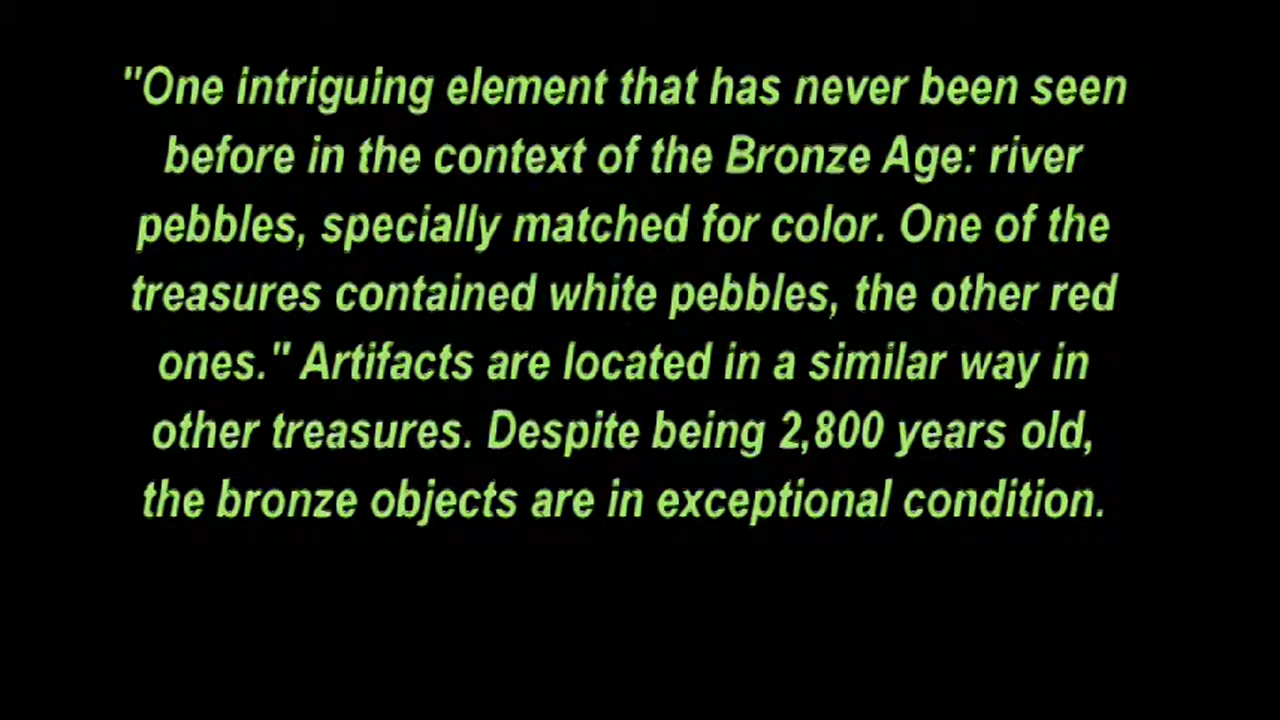 "One intriguing element that has never been seen
before in the context of the Bronze Age: river
pebbles, specially matched for color. One of the
treasures contained white pebbles, the other red
ones." Artifacts are located in a similar way in
other treasures. Despite being 2,800 years old,
the bronze objects are in exceptional condition.